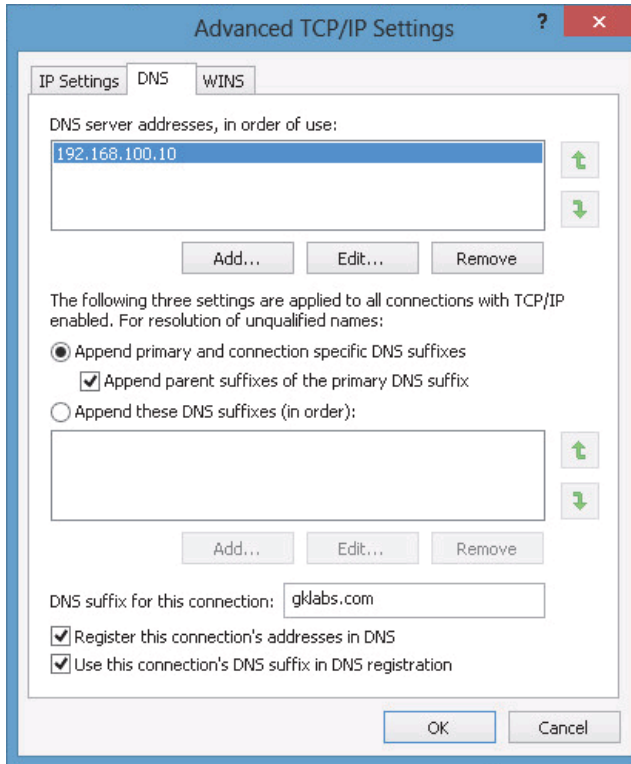 Advanced TCP/IP Settings
?
IP Settings
DNS
WINS
DNS server addresses, in order of use:
192.168.100.10
Add...
Edit...
Remove
The following three settings are applied to all connections with TCP/IP
enabled. For resolution of unqualified names:
Append primary and connection specific DNS suffixes
Append parent suffixes of the primary DNS suffix
Append these DNS suffixes (in order):
Add...
Edit...
Remove
DNS suffix for this connection:
gklabs.com
Register this connection's addresses in DNS
Use this connection's DNS suffix in DNS registration
OK
Cancel